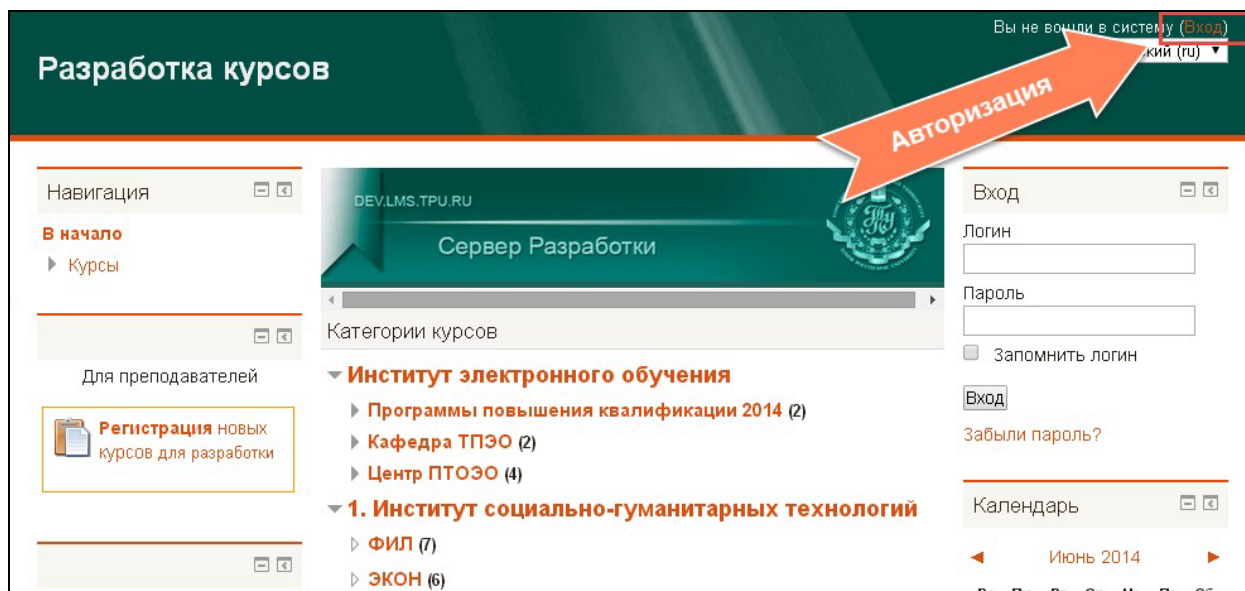 Вы не вошли в систему (Вход)
кий (ru)
Разработка курсов
Авторизация
Навигация
В начало
Курсы
Для преподавателей
Регистрация новых
курсов для разработки
DEV.LMS.TPU.RU
Сервер Разработки
Категории курсов
Институт электронного обучения
Программы повышения квалификации 2014 (2)
Кафедра ТПЭО (2)
Центр ПТОЭО (4)
1. Институт социально-гуманитарных технологий
ФИЛ (7)
ЭКОН (6)
Вход
Логин
Пароль
Запомнить логин
Вход
Забыли пароль?
Календарь
Июнь 2014